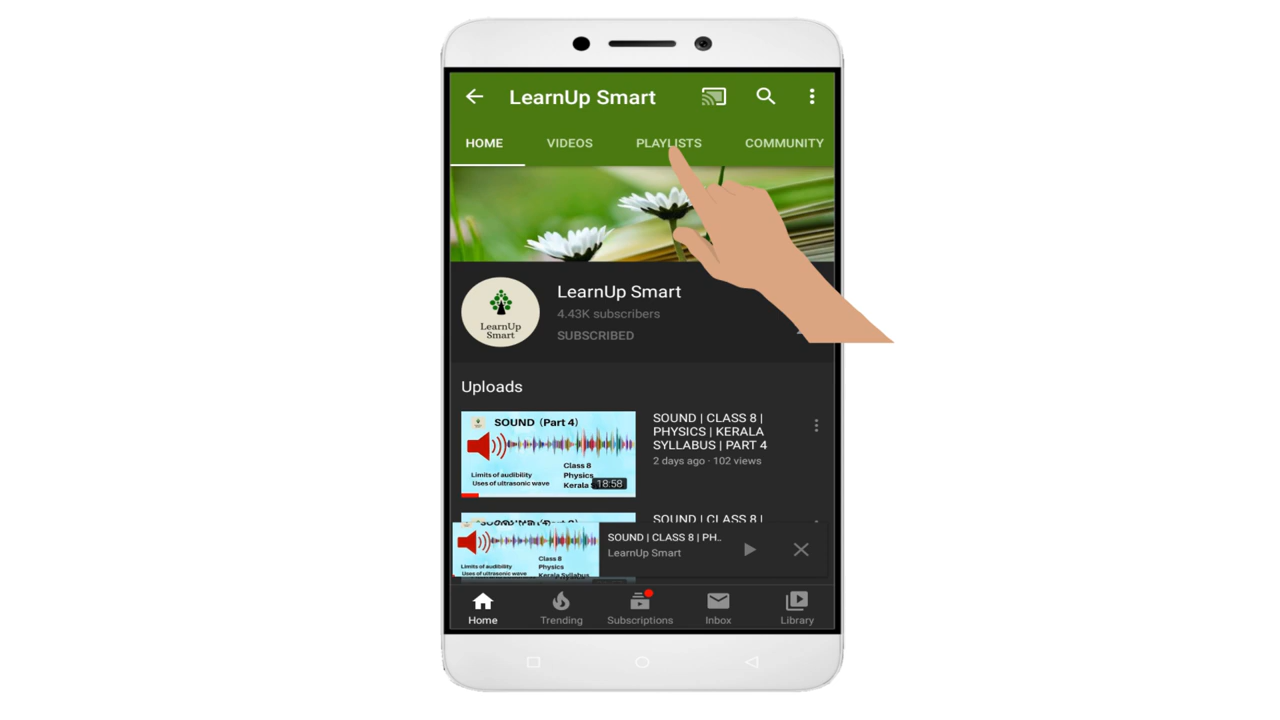 LearnUp Smart
HOME VIDEOS PLAYLISTS COMMUNITY
LearnUp Smart
4.43K subscribers
SUBSCRIBED
LearnUp
Smart
Uploads
SOUND (Part 4)
Limits of audibility
Uses of ultrasonic wave
Class 8
Physics
Kerala
18:58
SOUND | CLASS 8 |
PHYSICS | KERALA
SYLLABUS | PART 4
2 days ago · 102 views
SOUND | CLASS 8 |
Class 8
Physics
Kerala Syllabus
Limits of audibility
Uses of ultrasonic wave
SOUND | CLASS 8 | PH..
LearnUp Smart
Home Trending Subscriptions Inbox Library